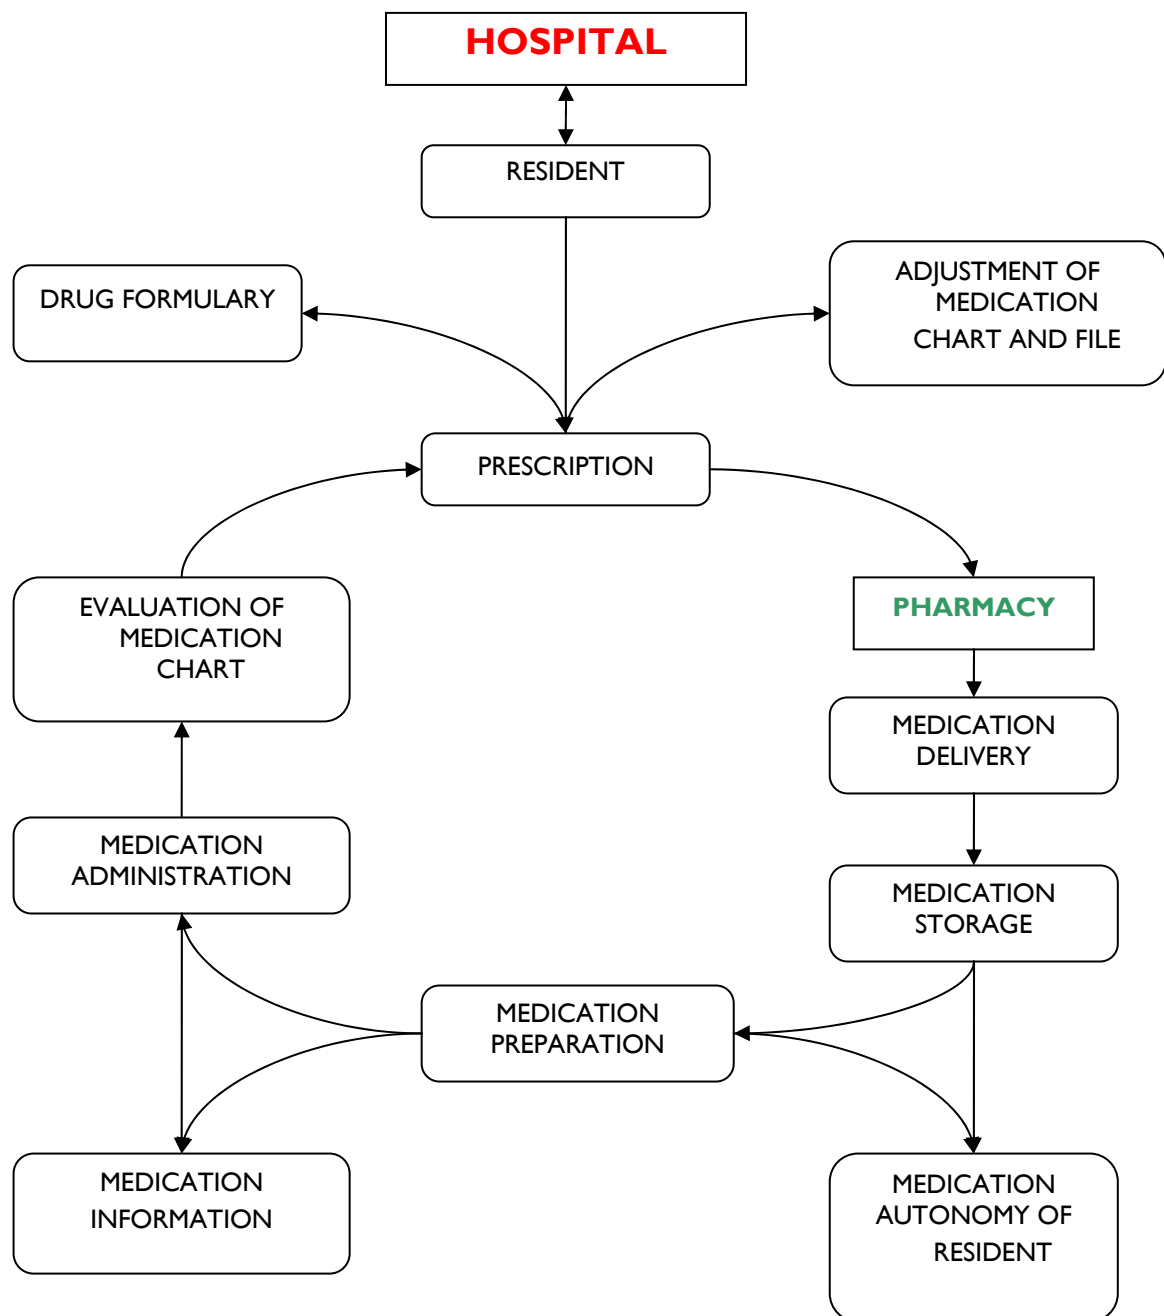 HOSPITAL
RESIDENT
DRUG FORMULARY
ADJUSTMENT OF
MEDICATION
CHART AND FILE
PRESCRIPTION
EVALUATION OF
MEDICATION
CHART
PHARMACY
MEDICATION
DELIVERY
MEDICATION
ADMINISTRATION
MEDICATION
STORAGE
MEDICATION
PREPARATION
MEDICATION
INFORMATION
MEDICATION
AUTONOMY OF
RESIDENT